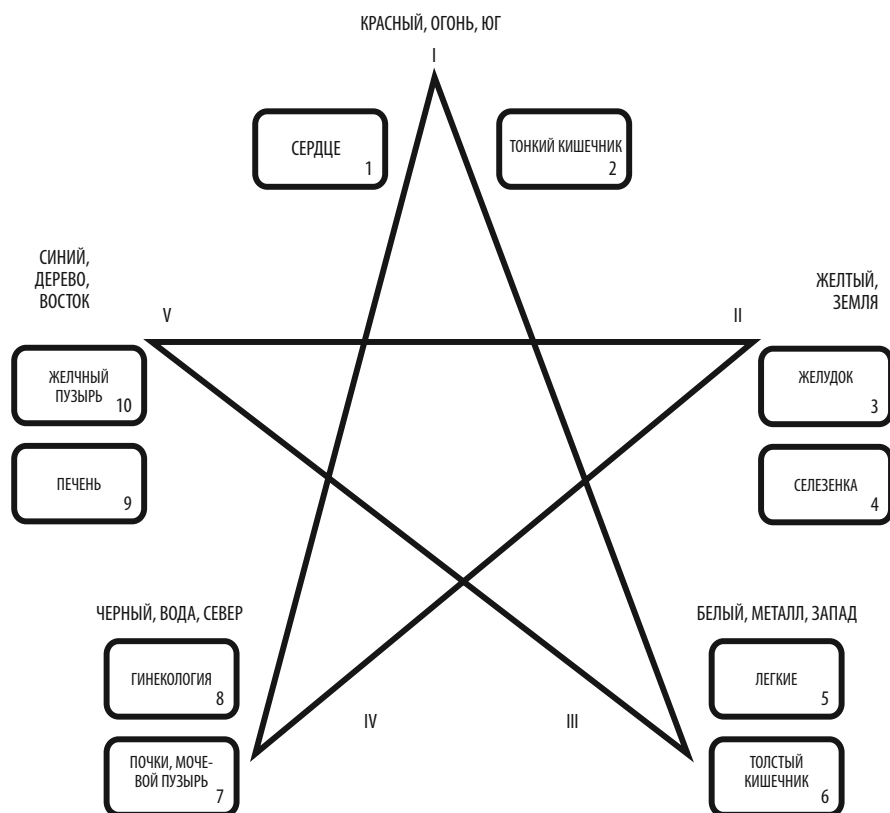 КРАСНЫЙ, ОГОНЬ, ЮГ
I
СЕРДЦЕ
1
ТОНКИЙ КИШЕЧНИК
2
СИНИЙ,
ДЕРЕВО,
ВОСТОК
V
II
ЖЕЛТЫЙ,
ЗЕМЛЯ
ЖЕЛЧНЫЙ
ПУЗЫРЬ
10
ЖЕЛУДОК
3
ПЕЧЕНЬ
9
СЕЛЕЗЕНКА
4
ЧЕРНЫЙ, ВОДА, СЕВЕР
БЕЛЫЙ, МЕТАЛЛ, ЗАПАД
ГИНЕКОЛОГИЯ
8
ЛЕГКИЕ
5
IV
III
ПОЧКИ, МОЧЕ-
ВОЙ ПУЗЫРЬ
7
ТОЛСТЫЙ
КИШЕЧНИК
6